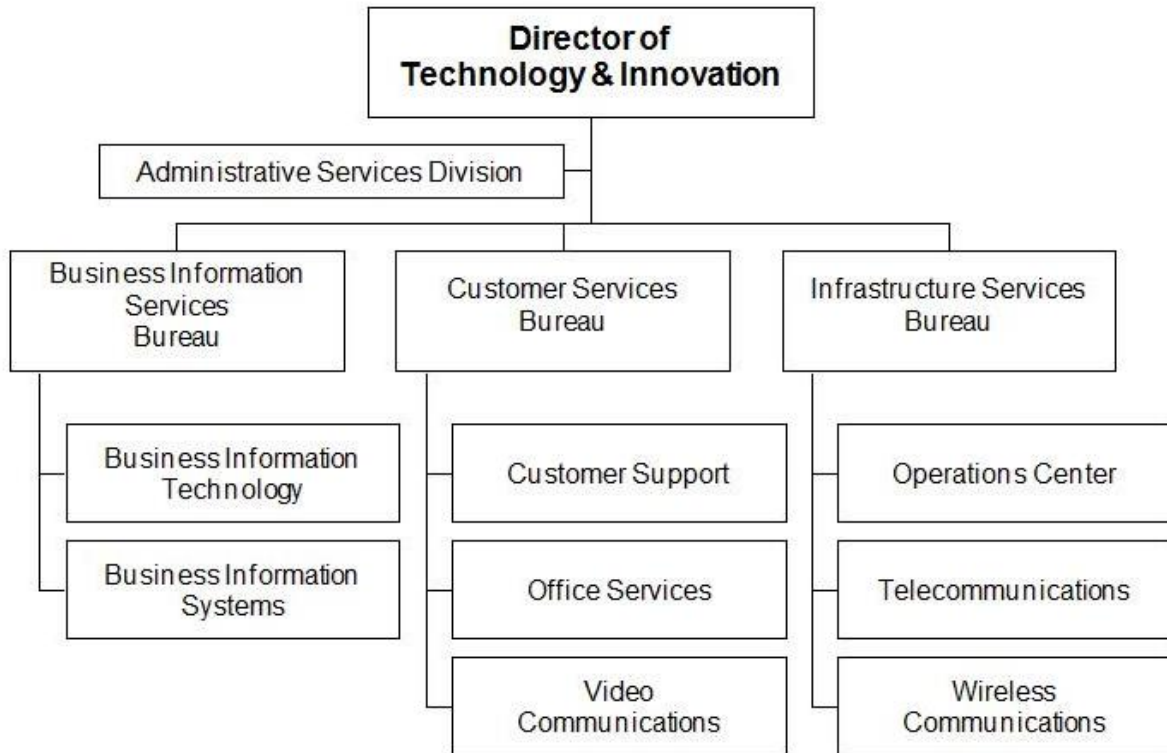 Director of
Technology & Innovation
Administrative Services Division
Business Information
Services
Bureau
Customer Services
Bureau
Infrastructure Services
Bureau
Business Information
Technology
Customer Support
Operations Center
Business Information
Systems
Office Services
Telecommunications
Video
Communications
Wireless
Communications